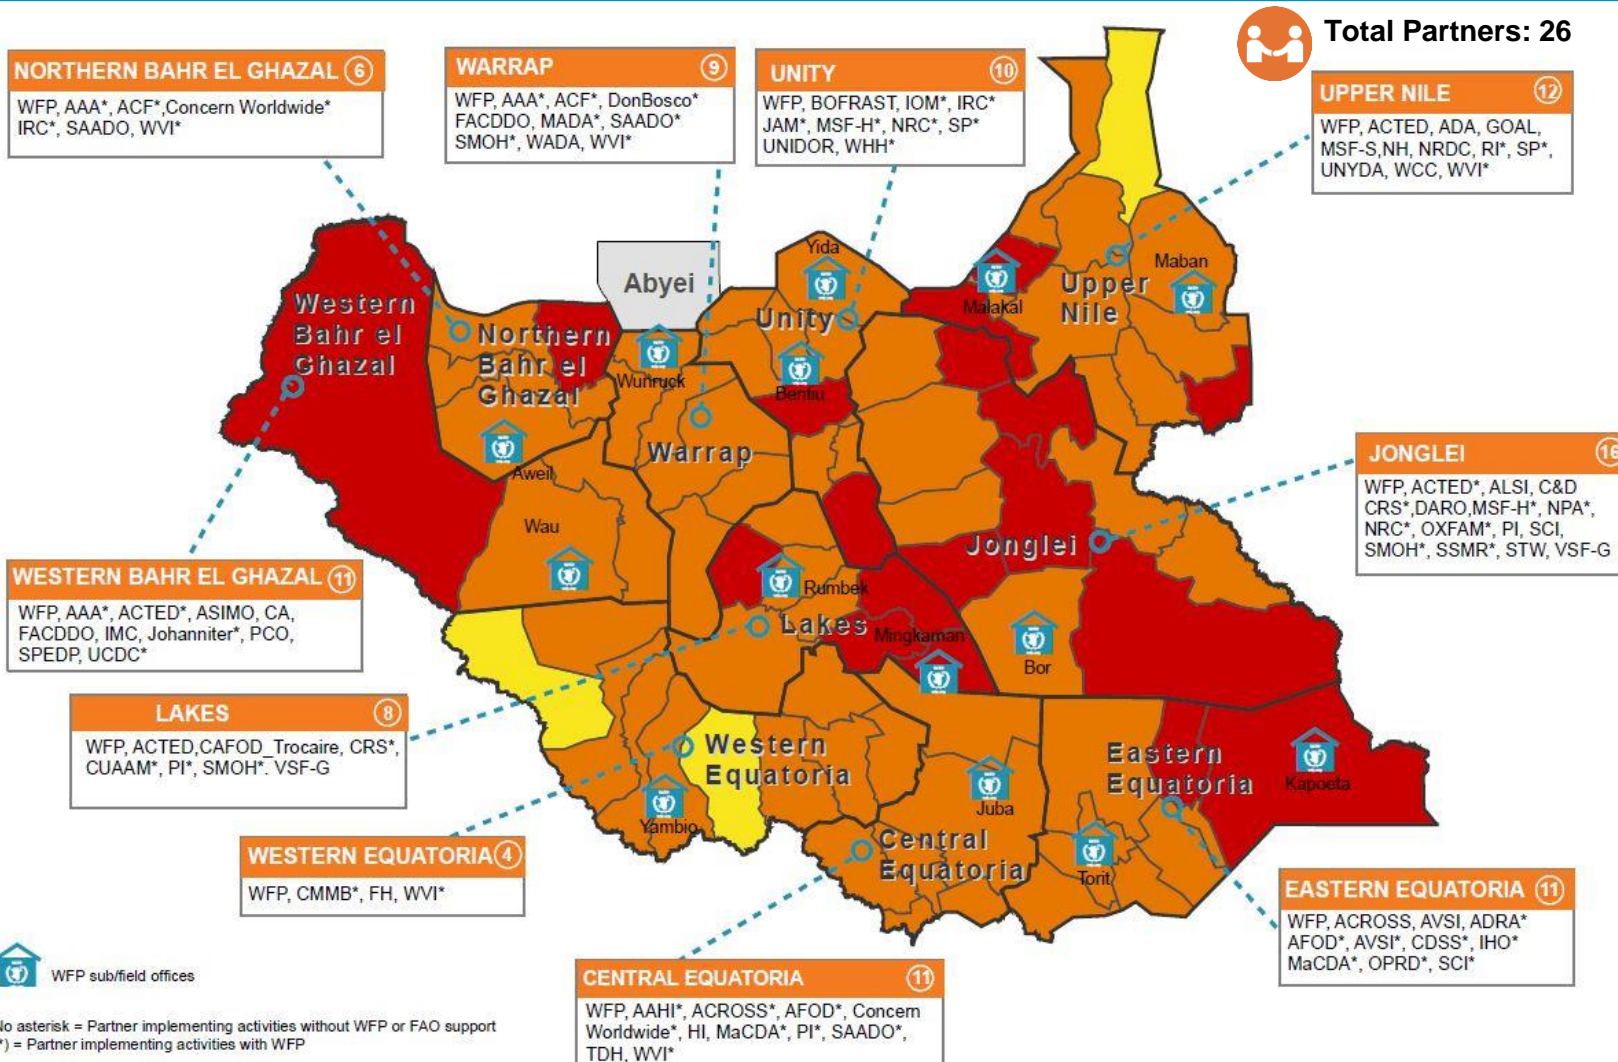 Total Partners: 26
NORTHERN BAHR EL GHAZAL 6
WFP, AAA*, ACF*,Concern Worldwide*
IRC*, SAADO, WVI*
WARRAP 9
WFP, AAA*, ACF*, DonBosco*
FACDDO, MADA*, SAADO*
SMOH*, WADA, WVI*
UNITY 10
WFP, BOFRAST, IOM*, IRC*
JAM*, MSF-H*, NRC*, SP*
UNIDOR, WHH*
UPPER NILE 12
WFP, ACTED, ADA, GOAL,
MSF-S,NH, NRDC, RI*, SP*,
UNYDA, WCC, WVI*
Abyei
Yida
Maban
Western
Bahr el
Ghazal
Northern
Bahr el
Ghazal
Unity
Malakal
Upper
Nile
Wunruck
Bentiu
Warrap
Aweil
Wau
JONGLEI 16
WFP, ACTED*, ALSI, C&D
CRS*,DARO,MSF-H*, NPA*,
NRC*, OXFAM*, PI, SCI,
SMOH*, SSMR*, STW, VSF-G
Jonglei
WESTERN BAHR EL GHAZAL 11
WFP, AAA*, ACTED*, ASIMO, CA,
FACDDO, IMC, Johanniter*, PCO,
SPEDP, UCDC*
Rumbek
Lakes
Mingkaman
Bor
LAKES 8
WFP, ACTED,CAFOD_Trocaire, CRS*,
CUAAM*, PI*, SMOH*. VSF-G
Western
Equatoria
Eastern
Equatoria
Kapoeta
Juba
Yambio
Central
Equatoria
Torit
WESTERN EQUATORIA 4
WFP, CMMB*, FH, WVI*
EASTERN EQUATORIA 11
WFP, ACROSS, AVSI, ADRA*
AFOD*, AVSI*, CDSS*, IHO*
MaCDA*, OPRD*, SCI*
WFP sub/field offices
CENTRAL EQUATORIA 11
WFP, AAHI*, ACROSS*, AFOD*, Concern
Worldwide*, HI, MaCDA*, PI*, SAADO*,
TDH, WVI*
No asterisk = Partner implementing activities without WFP or FAO support
*) = Partner implementing activities with WFP